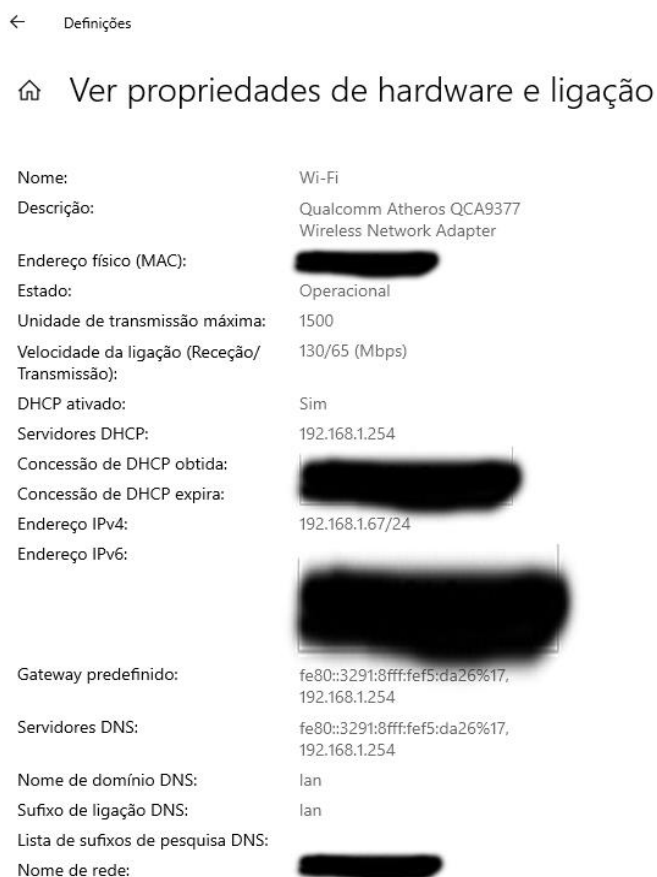 Definições
Ver propriedades de hardware e ligação
Nome: Wi-Fi
Descrição: Qualcomm Atheros QCA9377
Wireless Network Adapter
Endereço físico (MAC):
Estado: Operacional
Unidade de transmissão máxima: 1500
Velocidade da ligação (Receção/ 130/65 (Mbps)
Transmissão):
DHCP ativado: Sim
Servidores DHCP: 192.168.1.254
Concessão de DHCP obtida:
Concessão de DHCP expira:
Endereço IPv4: 192.168.1.67/24
Endereço IPv6:
Gateway predefinido: fe80::3291:8fff:fef5:da26%17,
192.168.1.254
Servidores DNS: fe80::3291:8fff:fef5:da26%17,
192.168.1.254
Nome de domínio DNS: lan
Sufixo de ligação DNS: lan
Lista de sufixos de pesquisa DNS:
Nome de rede: